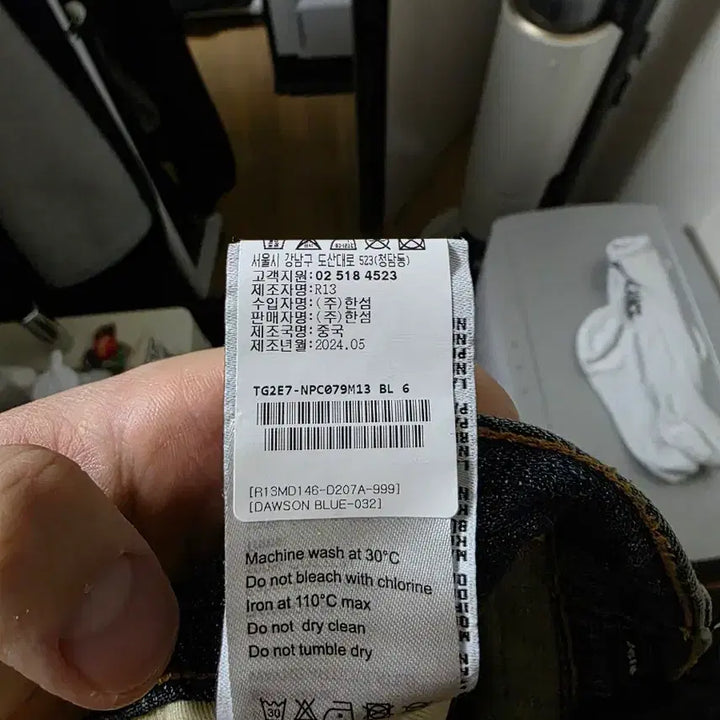 서울시 강남구 도산대로 523(청담동)
고객지원:02 518 4523
제조자명:R13
수입자명:(주)한섬
판매자명:(주)한섬
제조국명:중국
제조년월:2024.05
TG2E7-NPC079M13 BL 6
[R13MD146-D207A-999]
[DAWSON BLUE-032]
Machine wash at 30°C
Do not bleach with chlorine
Iron at 110°C max
Do not dry clean
Do not tumble dry
30